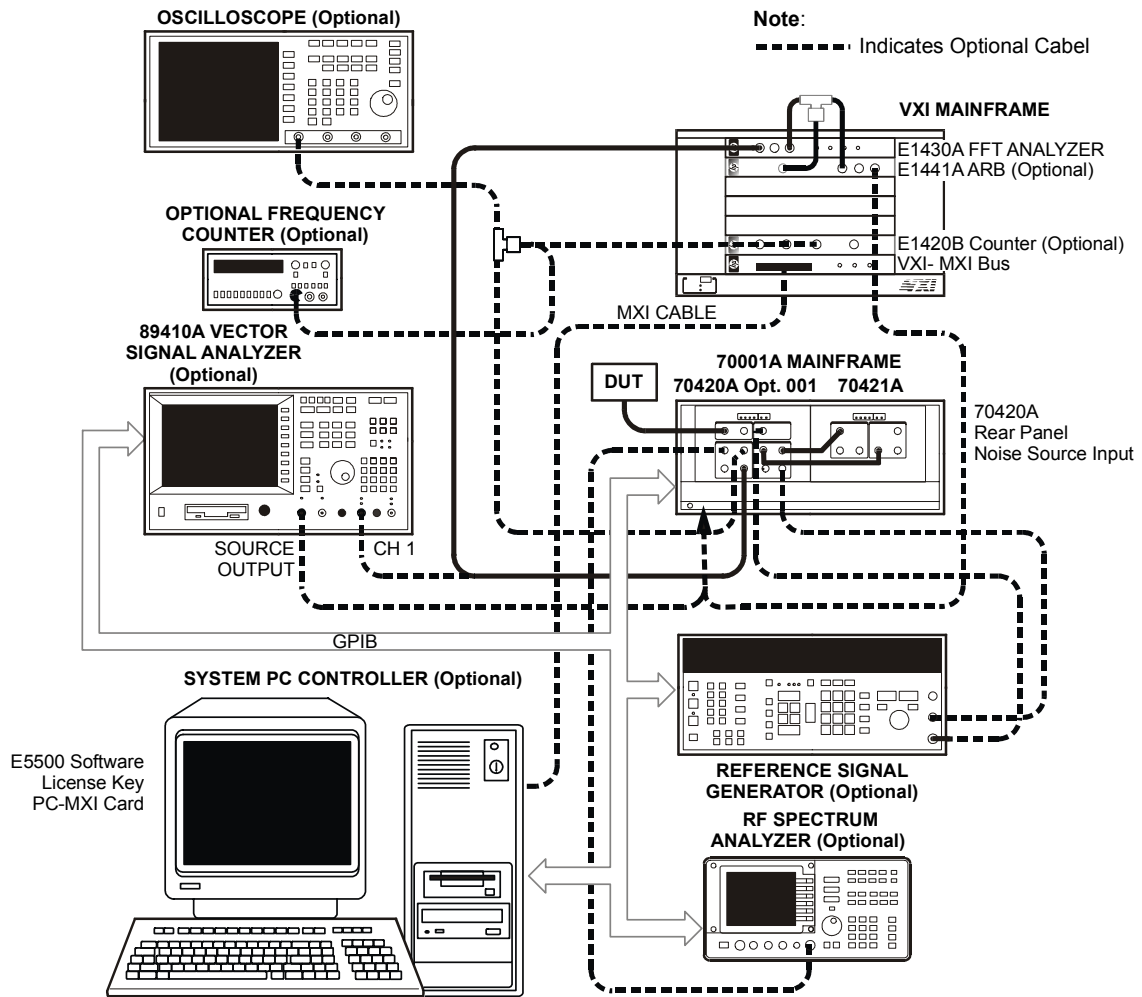 OSCILLOSCOPE (Optional)
Note:
Indicates Optional Cabel
VXI MAINFRAME
E1430A FFT ANALYZER
E1441A ARB (Optional)
E1420B Counter (Optional)
VXI- MXI Bus
VXI
OPTIONAL FREQUENCY
COUNTER (Optional)
MXI CABLE
89410A VECTOR
SIGNAL ANALYZER
(Optional)
SOURCE
OUTPUT
CH 1
DUT
70001A MAINFRAME
70420A Opt. 001
70421A
70420A
Rear Panel
Noise Source Input
GPIB
SYSTEM PC CONTROLLER (Optional)
E5500 Software
License Key
PC-MXI Card
REFERENCE SIGNAL
GENERATOR (Optional)
RF SPECTRUM
ANALYZER (Optional)